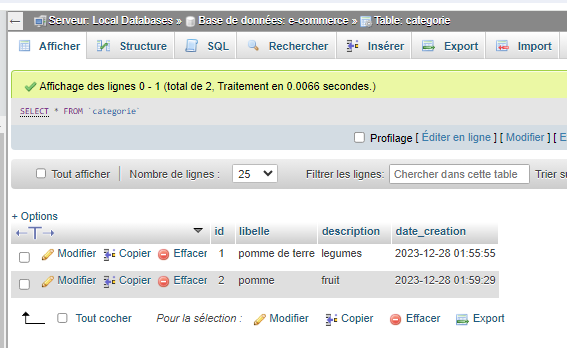 Serveur: Local Databases » Base de données: e-commerce » Table: categorie
Afficher Structure SQL Rechercher Insérer Export Import
Affichage des lignes 0 - 1 (total de 2, Traitement en 0.0066 secondes.)
SELECT * FROM `categorie`
Profilage [ Éditer en ligne ] [ Modifier ] [ E
Tout afficher Nombre de lignes : 25 Filtrer les lignes: Chercher dans cette table Trier su
+ Options
id libelle description date_creation
Modifier Copier Effacer 1 pomme de terre legumes 2023-12-28 01:55:55
Modifier Copier Effacer 2 pomme fruit 2023-12-28 01:59:29
Tout cocher Pour la sélection : Modifier Copier Effacer Export